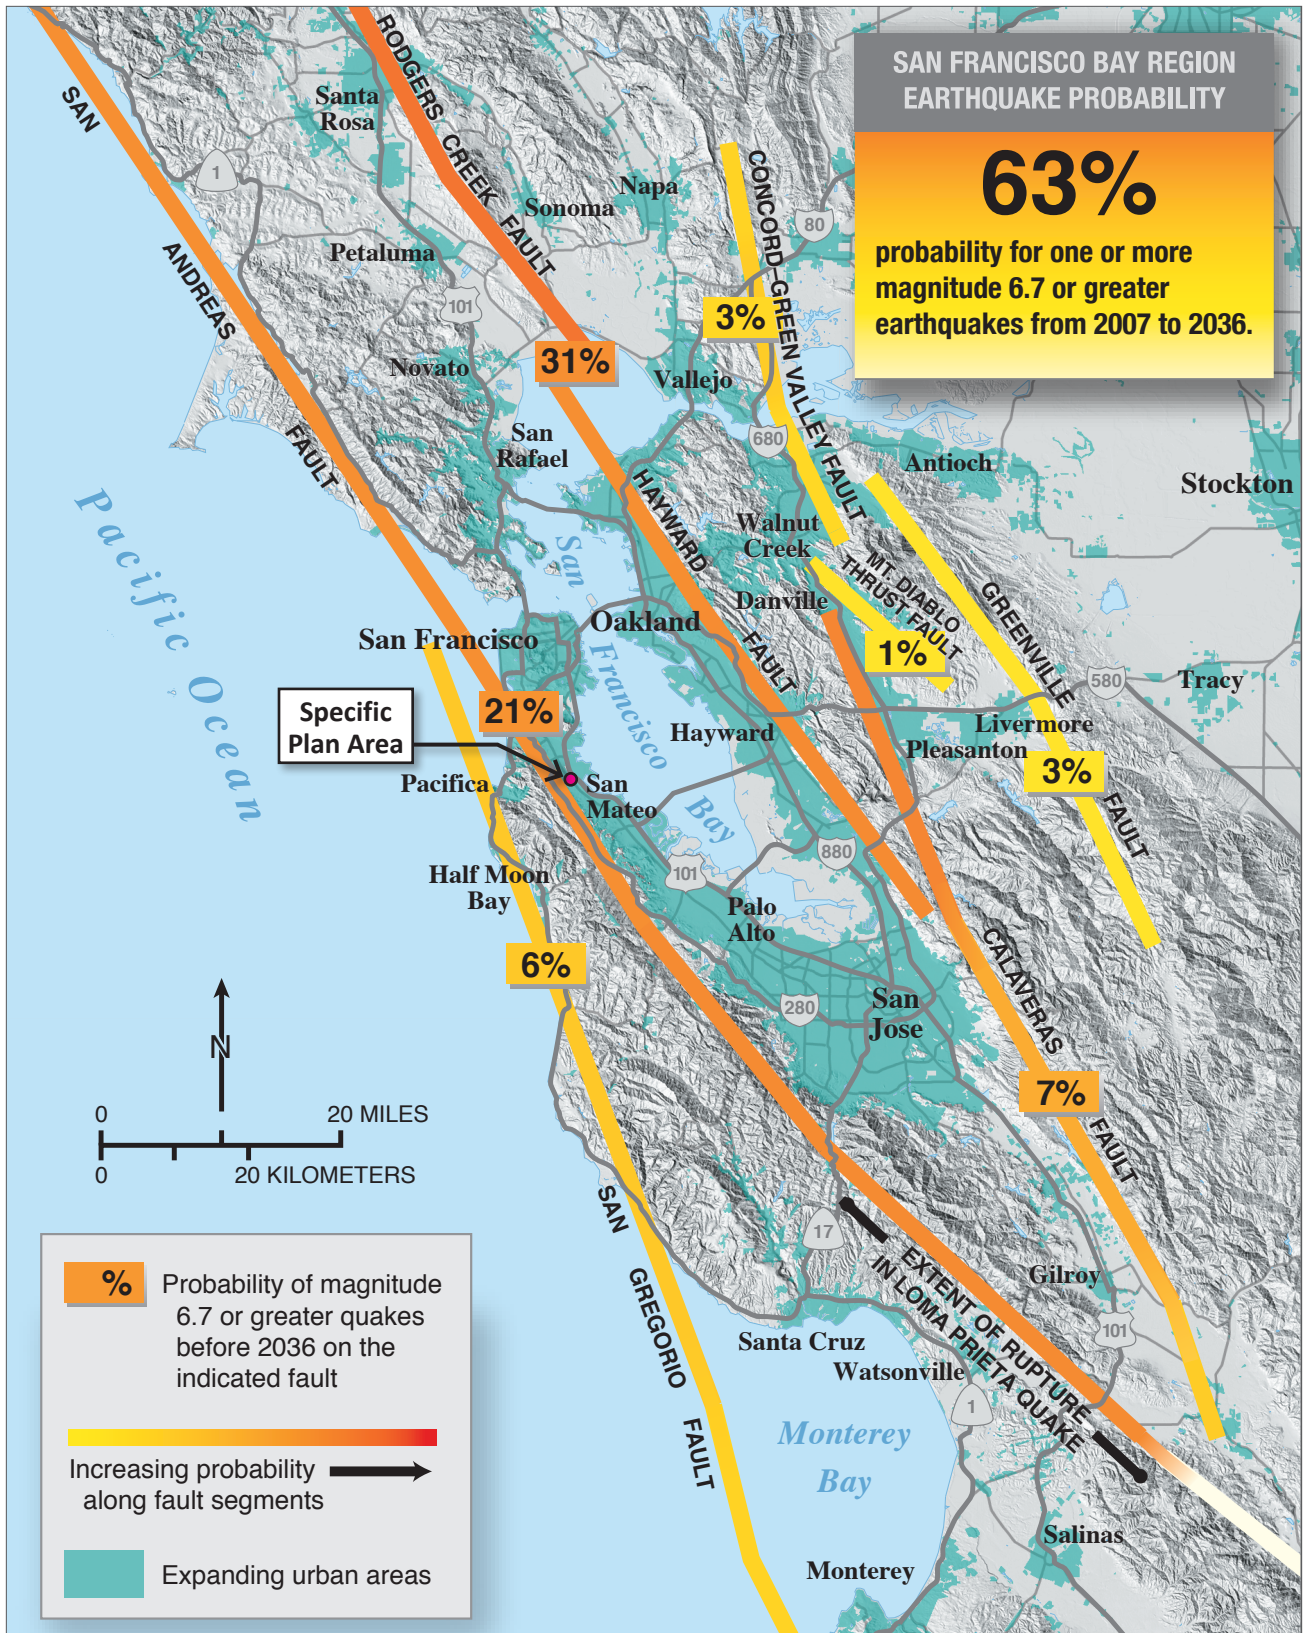 SAN FRANCISCO BAY REGION
EARTHQUAKE PROBABILITY
63%
probability for one or more
magnitude 6.7 or greater
earthquakes from 2007 to 2036.
SAN
ANDREAS
FAULT
RODGERS CREEK FAULT
CONCORD–GREEN VALLEY FAULT
Santa
Rosa
1
Napa
Sonoma
80
Petaluma
101
3%
31%
Novato
Vallejo
San
Rafael
680
Antioch
Stockton
HAYWARD
FAULT
Walnut
Creek
MT. DIABLO
THRUST FAULT
Danville
1%
GREENVILLE
FAULT
Pacific Ocean
San
Francisco
Bay
Oakland
San Francisco
580
Tracy
Livermore
Pleasanton
3%
21%
Specific
Plan Area
Hayward
Pacifica
San
Mateo
880
101
Half Moon
Bay
Palo
Alto
6%
280
San
Jose
CALAVERAS
FAULT
7%
N
0
20 MILES
0
20 KILOMETERS
SAN
GREGORIO
FAULT
17
EXTENT OF RUPTURE
IN LOMA PRIETA QUAKE
Gilroy
101
Santa Cruz
Watsonville
1
Monterey
Bay
Salinas
Monterey
%
Probability of magnitude
6.7 or greater quakes
before 2036 on the
indicated fault
Increasing probability
along fault segments
Expanding urban areas